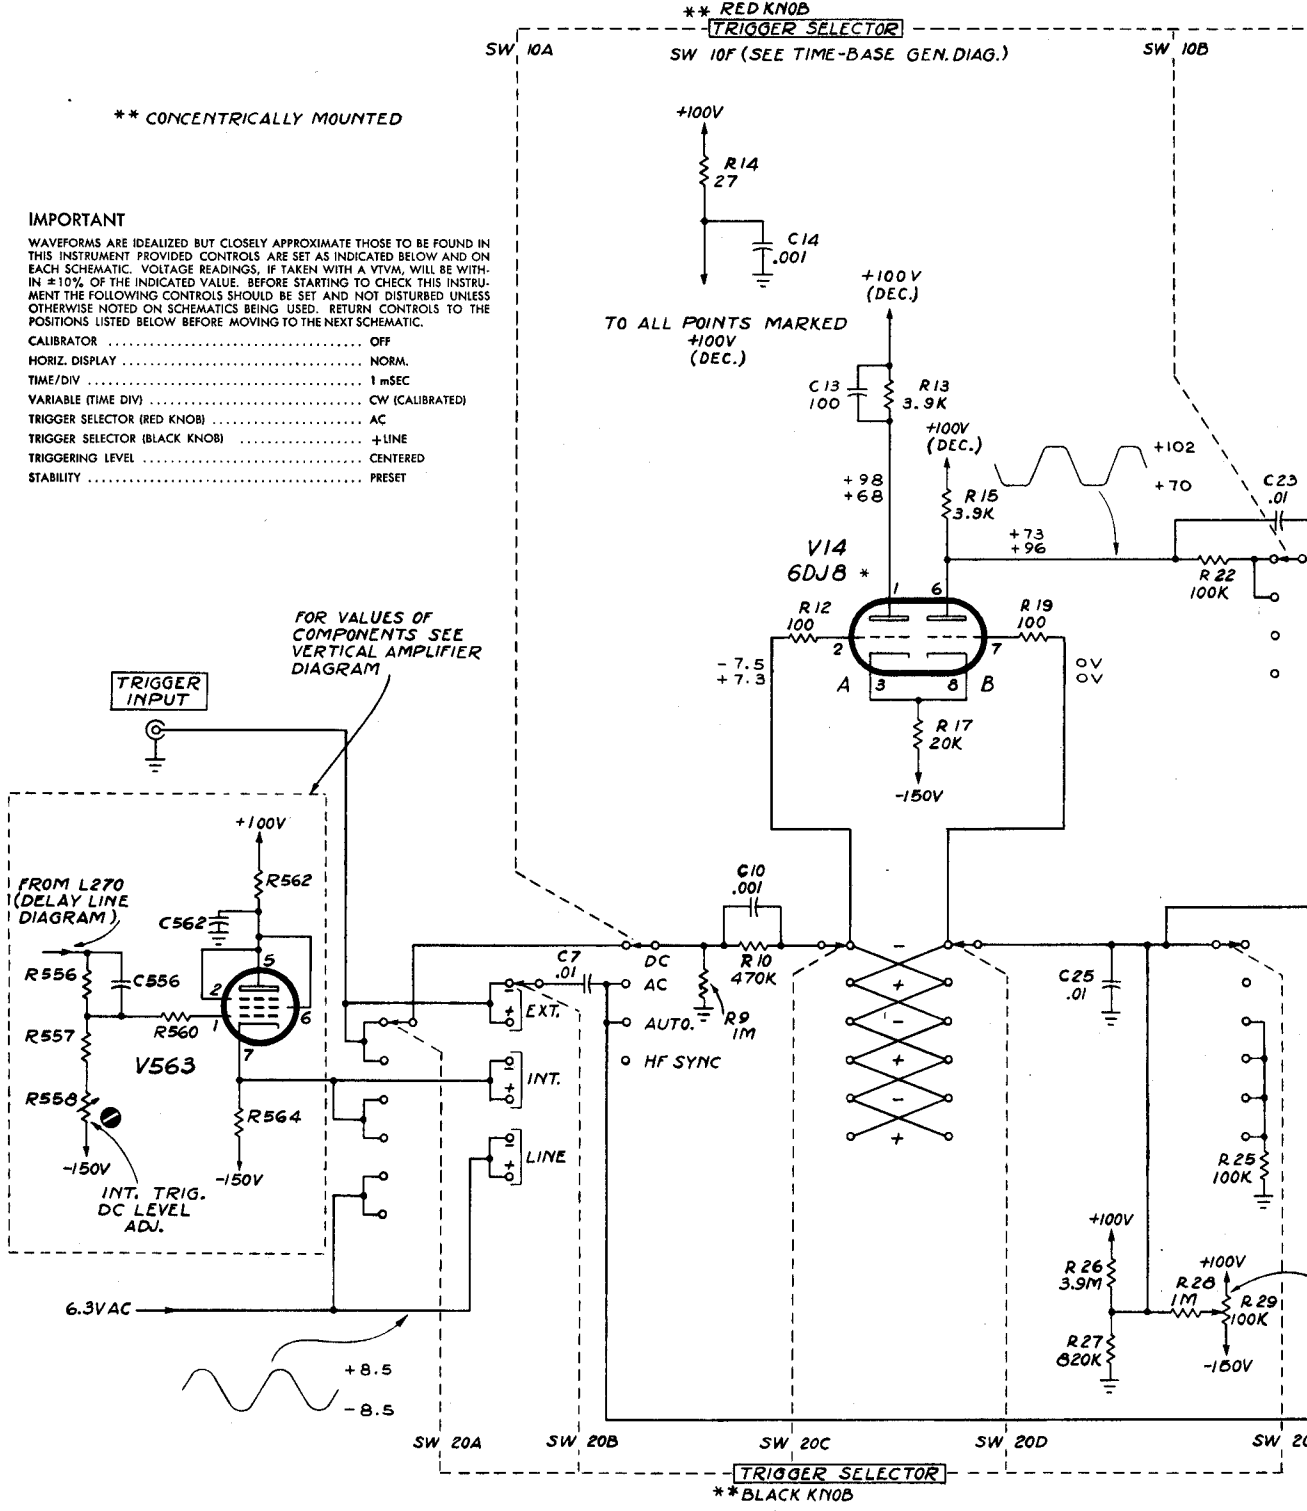 ** RED KNOB
TRIGGER SELECTOR
SW 10A
SW 10F (SEE TIME-BASE GEN. DIAG.)
SW 10B
** CONCENTRICALLY MOUNTED
+100V
R14
27
C14
.001
TO ALL POINTS MARKED
+100V
(DEC.)
IMPORTANT
WAVEFORMS ARE IDEALIZED BUT CLOSELY APPROXIMATE THOSE TO BE FOUND IN
THIS INSTRUMENT PROVIDED CONTROLS ARE SET AS INDICATED BELOW AND ON
EACH SCHEMATIC. VOLTAGE READINGS, IF TAKEN WITH A VTVM, WILL BE WITH-
IN ±10% OF THE INDICATED VALUE. BEFORE STARTING TO CHECK THIS INSTRU-
MENT THE FOLLOWING CONTROLS SHOULD BE SET AND NOT DISTURBED UNLESS
OTHERWISE NOTED ON SCHEMATICS BEING USED. RETURN CONTROLS TO THE
POSITIONS LISTED BELOW BEFORE MOVING TO THE NEXT SCHEMATIC.
CALIBRATOR ................................ OFF
HORIZ. DISPLAY ............................... NORM.
TIME/DIV .................................. 1 mSEC
VARIABLE (TIME DIV) ........................... CW (CALIBRATED)
TRIGGER SELECTOR (RED KNOB) ................... AC
TRIGGER SELECTOR (BLACK KNOB) ............... +LINE
TRIGGERING LEVEL ........................... CENTERED
STABILITY .................................. PRESET
+100V
(DEC.)
C13
100
R13
3.9K
+100V
(DEC.)
+98
+68
R15
3.9K
+102
+70
C23
.01
+73
+96
R22
100K
V14
6DJ8 *
1
6
R12
100
R19
100
2
7
-7.5
+7.3
0V
0V
A
3
8
B
R17
20K
-150V
FOR VALUES OF
COMPONENTS SEE
VERTICAL AMPLIFIER
DIAGRAM
TRIGGER
INPUT
+100V
R562
FROM L270
(DELAY LINE
DIAGRAM)
C562
R556
C556
5
2
6
1
7
R557
R560
V563
R558
R564
-150V
-150V
INT. TRIG.
DC LEVEL
ADJ.
6.3V AC
+8.5
-8.5
C7
.01
-
+
EXT.
-
+
INT.
-
+
LINE
DC
AC
AUTO.
HF SYNC
C10
.001
R10
470K
R9
1M
-
+
-
+
-
+
C25
.01
R25
100K
+100V
R26
3.9M
R27
820K
R28
1M
+100V
R29
100K
-150V
SW 20A
SW 20B
SW 20C
SW 20D
TRIGGER SELECTOR
** BLACK KNOB